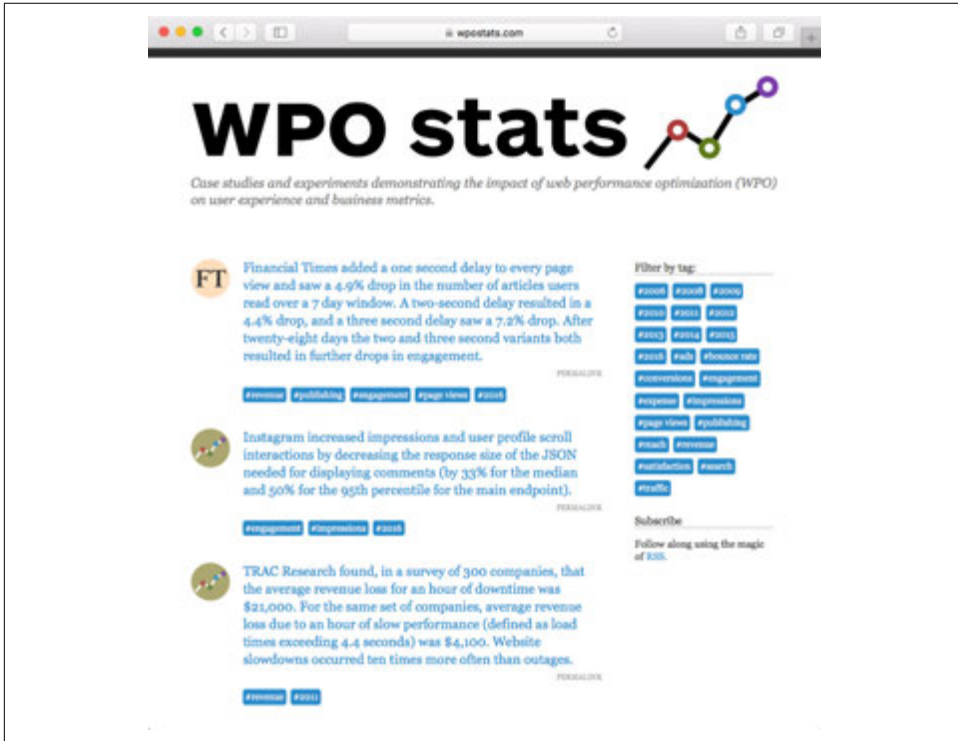 wpostats.com
WPO stats
Case studies and experiments demonstrating the impact of web performance optimization (WPO)
on user experience and business metrics.
FT
Financial Times added a one second delay to every page
view and saw a 4.9% drop in the number of articles users
read over a 7 day window. A two-second delay resulted in a
4.4% drop, and a three second delay saw a 7.2% drop. After
twenty-eight days the two and three second variants both
resulted in further drops in engagement.
PERMALINK
#revenue #publishing #engagement #page views #2016
Instagram increased impressions and user profile scroll
interactions by decreasing the response size of the JSON
needed for displaying comments (by 33% for the median
and 50% for the 95th percentile for the main endpoint).
PERMALINK
#engagement #impressions #2016
TRAC Research found, in a survey of 300 companies, that
the average revenue loss for an hour of downtime was
$21,000. For the same set of companies, average revenue
loss due to an hour of slow performance (defined as load
times exceeding 4.4 seconds) was $4,100. Website
slowdowns occurred ten times more often than outages.
PERMALINK
#revenue #2011
Filter by tag:
#2006 #2008 #2009
#2010 #2011 #2012
#2013 #2014 #2015
#2016 #ads #bounce rate
#conversions #engagement
#expense #impressions
#page views #publishing
#reach #revenue
#satisfaction #search
#traffic
Subscribe
Follow along using the magic
of RSS.